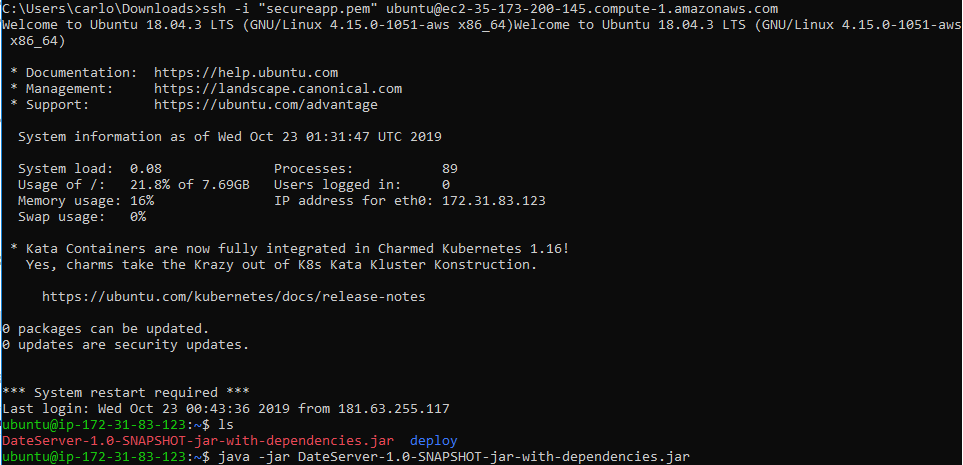 C:\Users\carlo\Downloads>ssh -i "secureapp.pem" ubuntu@ec2-35-173-200-145.compute-1.amazonaws.com
Welcome to Ubuntu 18.04.3 LTS (GNU/Linux 4.15.0-1051-aws x86_64)Welcome to Ubuntu 18.04.3 LTS (GNU/Linux 4.15.0-1051-aws
x86_64)
* Documentation:  https://help.ubuntu.com
* Management:     https://landscape.canonical.com
* Support:        https://ubuntu.com/advantage
System information as of Wed Oct 23 01:31:47 UTC 2019
System load:  0.08              Processes:           89
Usage of /:   21.8% of 7.69GB   Users logged in:     0
Memory usage: 16%               IP address for eth0: 172.31.83.123
Swap usage:   0%
* Kata Containers are now fully integrated in Charmed Kubernetes 1.16!
Yes, charms take the Krazy out of K8s Kata Kluster Konstruction.
https://ubuntu.com/kubernetes/docs/release-notes
0 packages can be updated.
0 updates are security updates.
*** System restart required ***
Last login: Wed Oct 23 00:43:36 2019 from 181.63.255.117
ubuntu@ip-172-31-83-123:~$ ls
DateServer-1.0-SNAPSHOT-jar-with-dependencies.jar  deploy
ubuntu@ip-172-31-83-123:~$ java -jar DateServer-1.0-SNAPSHOT-jar-with-dependencies.jar